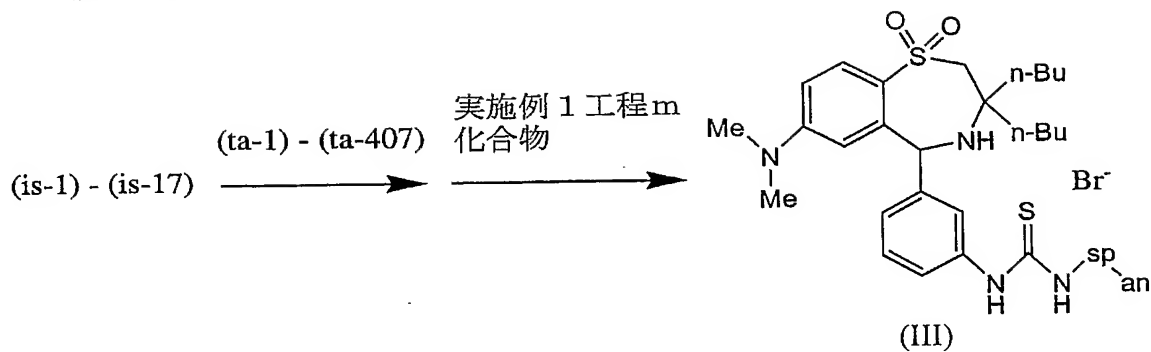 (is-1) - (is-17)
(ta-1) - (ta-407)
実施例1工程m
化合物
O O
S
n-Bu
n-Bu
NH
Me
N
Me
Br-
S
N
H
N
H
sp
an
(III)